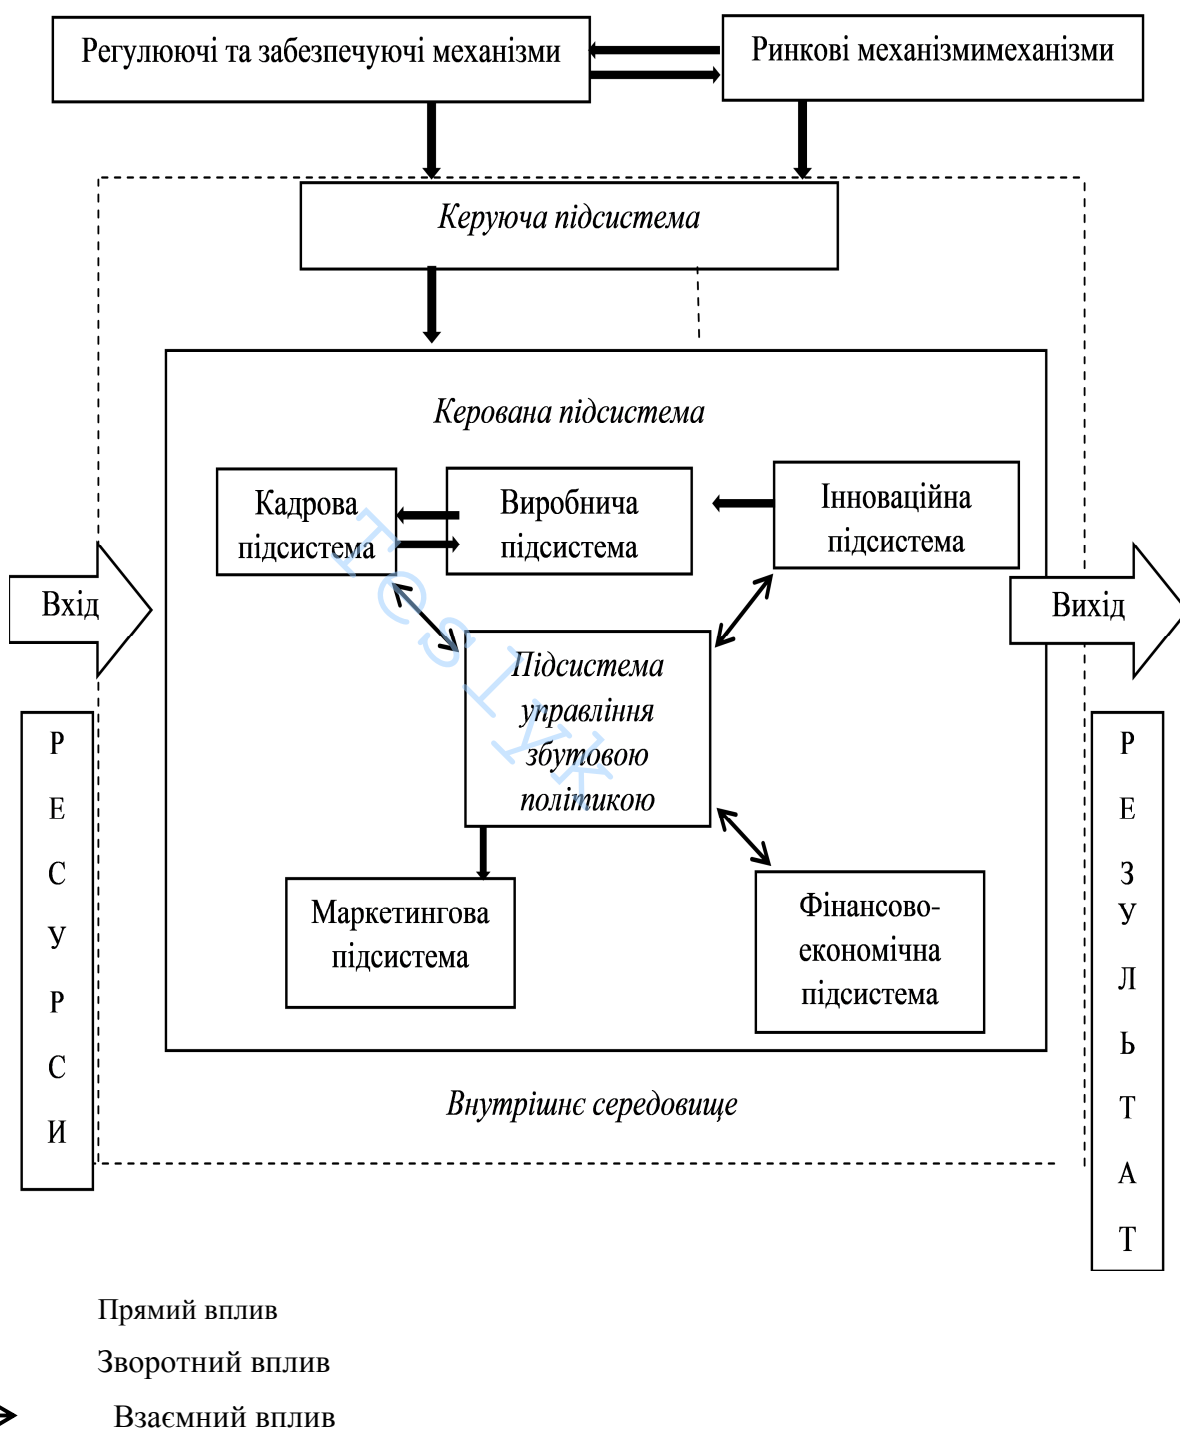 Регулюючі та забезпечуючі механізми
Ринкові механізмимеханізми
Керуюча підсистема
Керована підсистема
Кадрова
підсистема
Виробнича
підсистема
Інноваційна
підсистема
Вхід
Вихід
Підсистема
управління
збутовою
політикою
Teslyk
Маркетингова
підсистема
Фінансово-
економічна
підсистема
Р
Е
С
У
Р
С
И
Р
Е
З
У
Л
Ь
Т
А
Т
Внутрішнє середовище
Прямий вплив
Зворотний вплив
Взаємний вплив